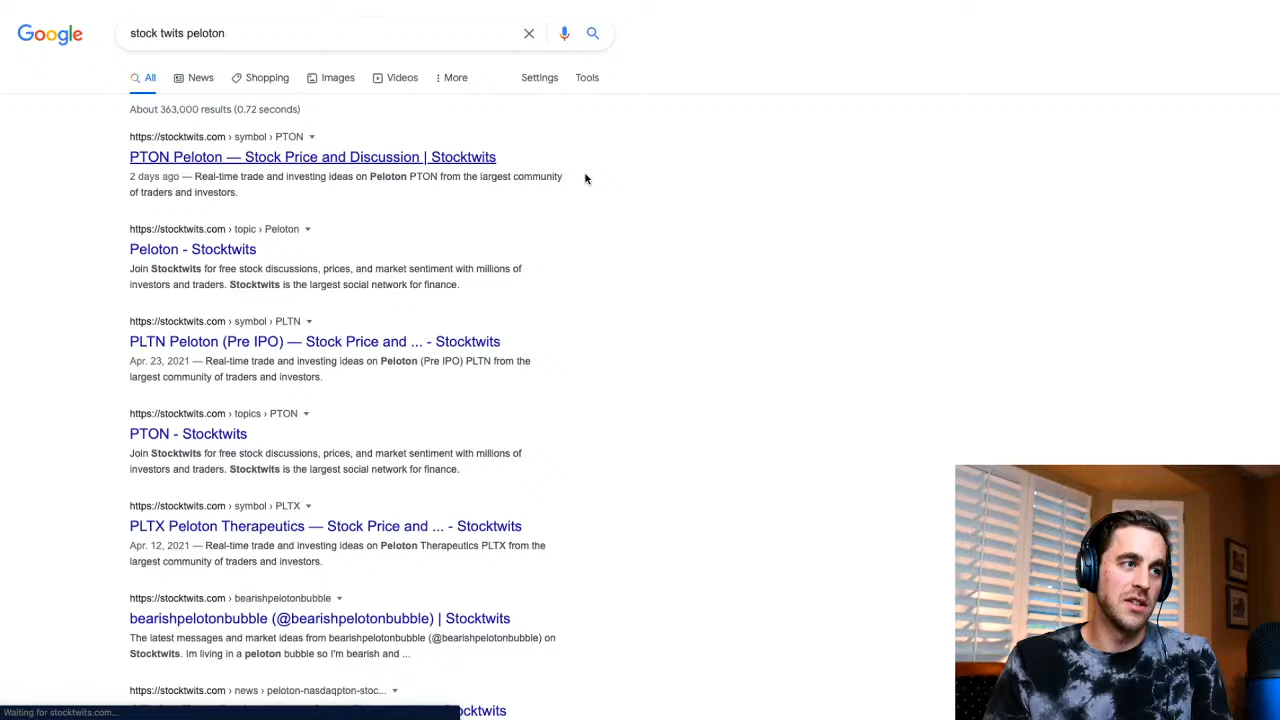 Google
stock twits peloton
All News Shopping Images Videos More Settings Tools
About 363,000 results (0.72 seconds)
https://stocktwits.com › symbol › PTON
PTON Peloton — Stock Price and Discussion | Stocktwits
2 days ago — Real-time trade and investing ideas on Peloton PTON from the largest community
of traders and investors.
https://stocktwits.com › topic › Peloton
Peloton - Stocktwits
Join Stocktwits for free stock discussions, prices, and market sentiment with millions of
investors and traders. Stocktwits is the largest social network for finance.
https://stocktwits.com › symbol › PLTN
PLTN Peloton (Pre IPO) — Stock Price and ... - Stocktwits
Apr. 23, 2021 — Real-time trade and investing ideas on Peloton (Pre IPO) PLTN from the
largest community of traders and investors.
https://stocktwits.com › topics › PTON
PTON - Stocktwits
Join Stocktwits for free stock discussions, prices, and market sentiment with millions of
investors and traders. Stocktwits is the largest social network for finance.
https://stocktwits.com › symbol › PLTX
PLTX Peloton Therapeutics — Stock Price and ... - Stocktwits
Apr. 12, 2021 — Real-time trade and investing ideas on Peloton Therapeutics PLTX from the
largest community of traders and investors.
https://stocktwits.com › bearishpelotonbubble
bearishpelotonbubble (@bearishpelotonbubble) | Stocktwits
The latest messages and market ideas from bearishpelotonbubble (@bearishpelotonbubble) on
Stocktwits. Im living in a peloton bubble so I'm bearish and ...
https://stocktwits.com › news › peloton-nasdaqpton-stoc...
ocktwits
Waiting for stocktwits.com...